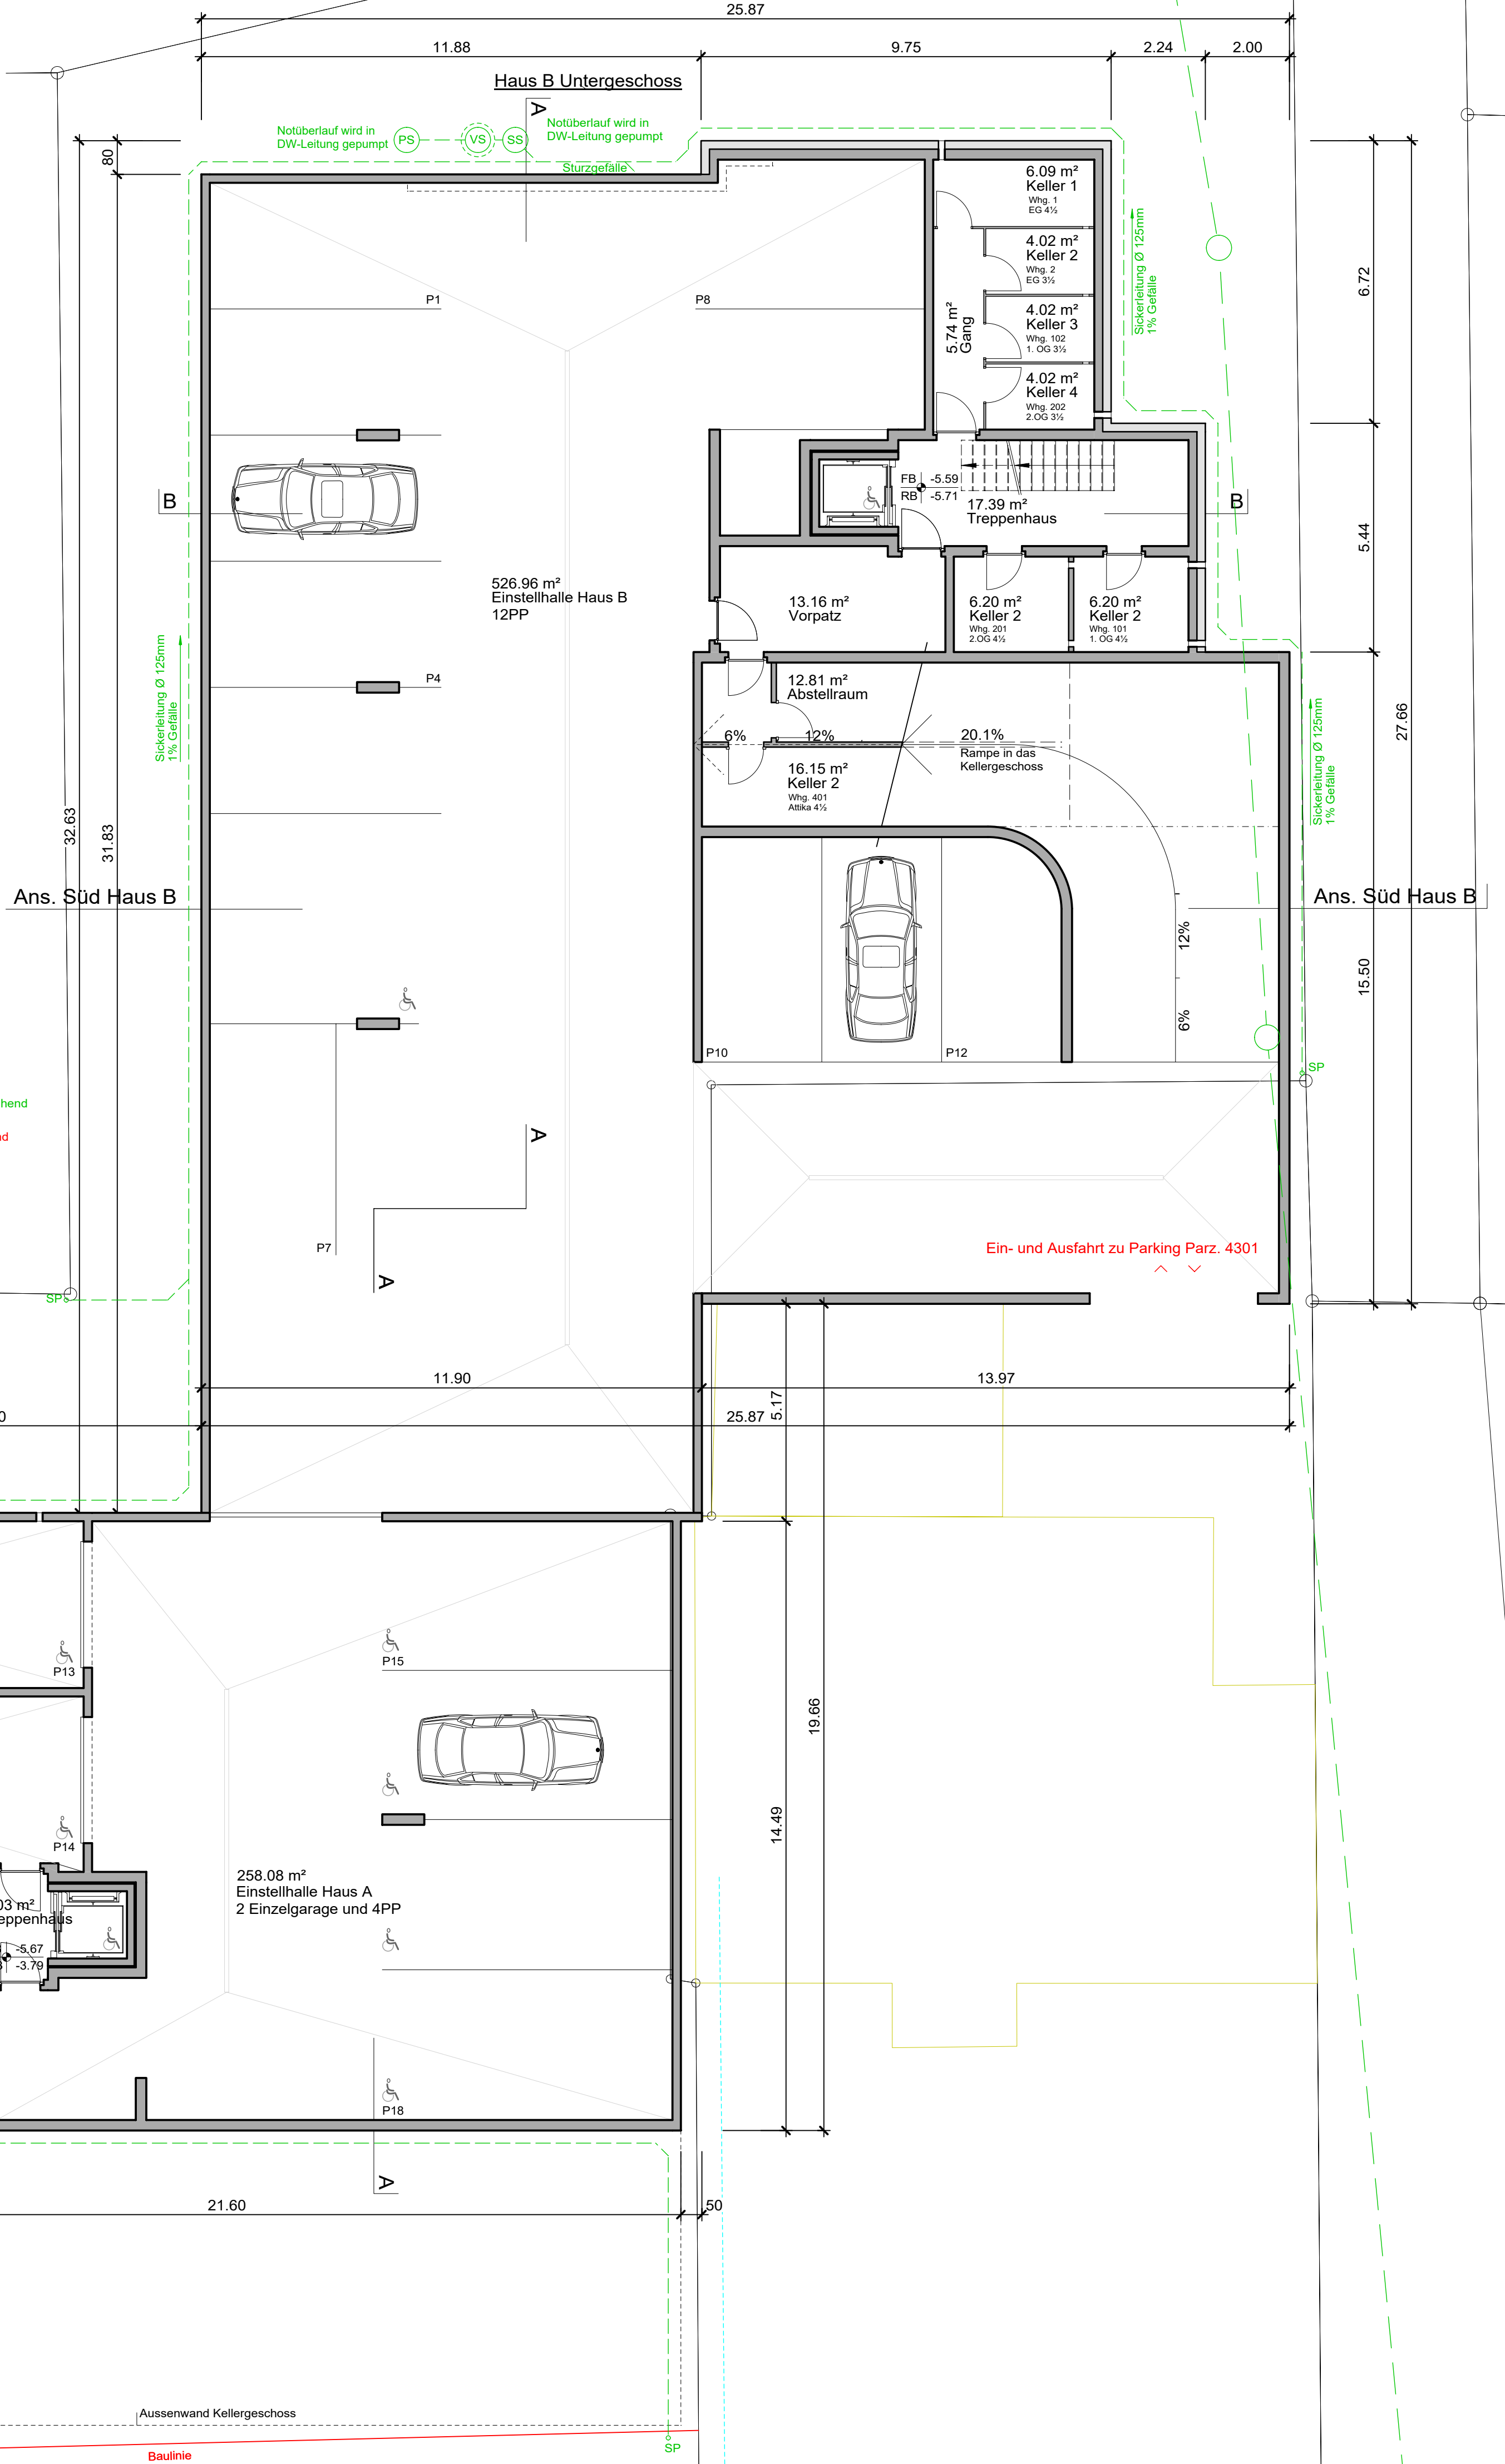 25.87
11.88
9.75
2.24
2.00
Haus B Untergeschoss
A
Notüberlauf wird in
DW-Leitung gepumpt
PS
VS
SS
Notüberlauf wird in
DW-Leitung gepumpt
Sturzgefälle
80
6.09 m²
Keller 1
Whg. 1
EG 4½
4.02 m²
Keller 2
Whg. 2
EG 3½
4.02 m²
Keller 3
Whg. 102
1. OG 3½
4.02 m²
Keller 4
Whg. 202
2.OG 3½
5.74 m²
Gang
Sickerleitung Ø 125mm
1% Gefälle
6.72
P1
P8
B
FB -5.59
RB -5.71
17.39 m²
Treppenhaus
B
5.44
526.96 m²
Einstellhalle Haus B
12PP
13.16 m²
Vorpatz
6.20 m²
Keller 2
Whg. 201
2.OG 4½
6.20 m²
Keller 2
Whg. 101
1. OG 4½
Sickerleitung Ø 125mm
1% Gefälle
P4
12.81 m²
Abstellraum
6%
12%
20.1%
Rampe in das
Kellergeschoss
16.15 m²
Keller 2
Whg. 401
Attika 4½
Sickerleitung Ø 125mm
1% Gefälle
27.66
32.63
31.83
Ans. Süd Haus B
Ans. Süd Haus B
12%
15.50
6%
P10
P12
SP
hend
nd
A
P7
A
Ein- und Ausfahrt zu Parking Parz. 4301
SP
11.90
13.97
5.17
0
25.87
P13
P15
19.66
14.49
P14
258.08 m²
Einstellhalle Haus A
2 Einzelgarage und 4PP
03 m²
eppenhaus
-5.67
-3.79
P18
A
21.60
50
Aussenwand Kellergeschoss
Baulinie
SP